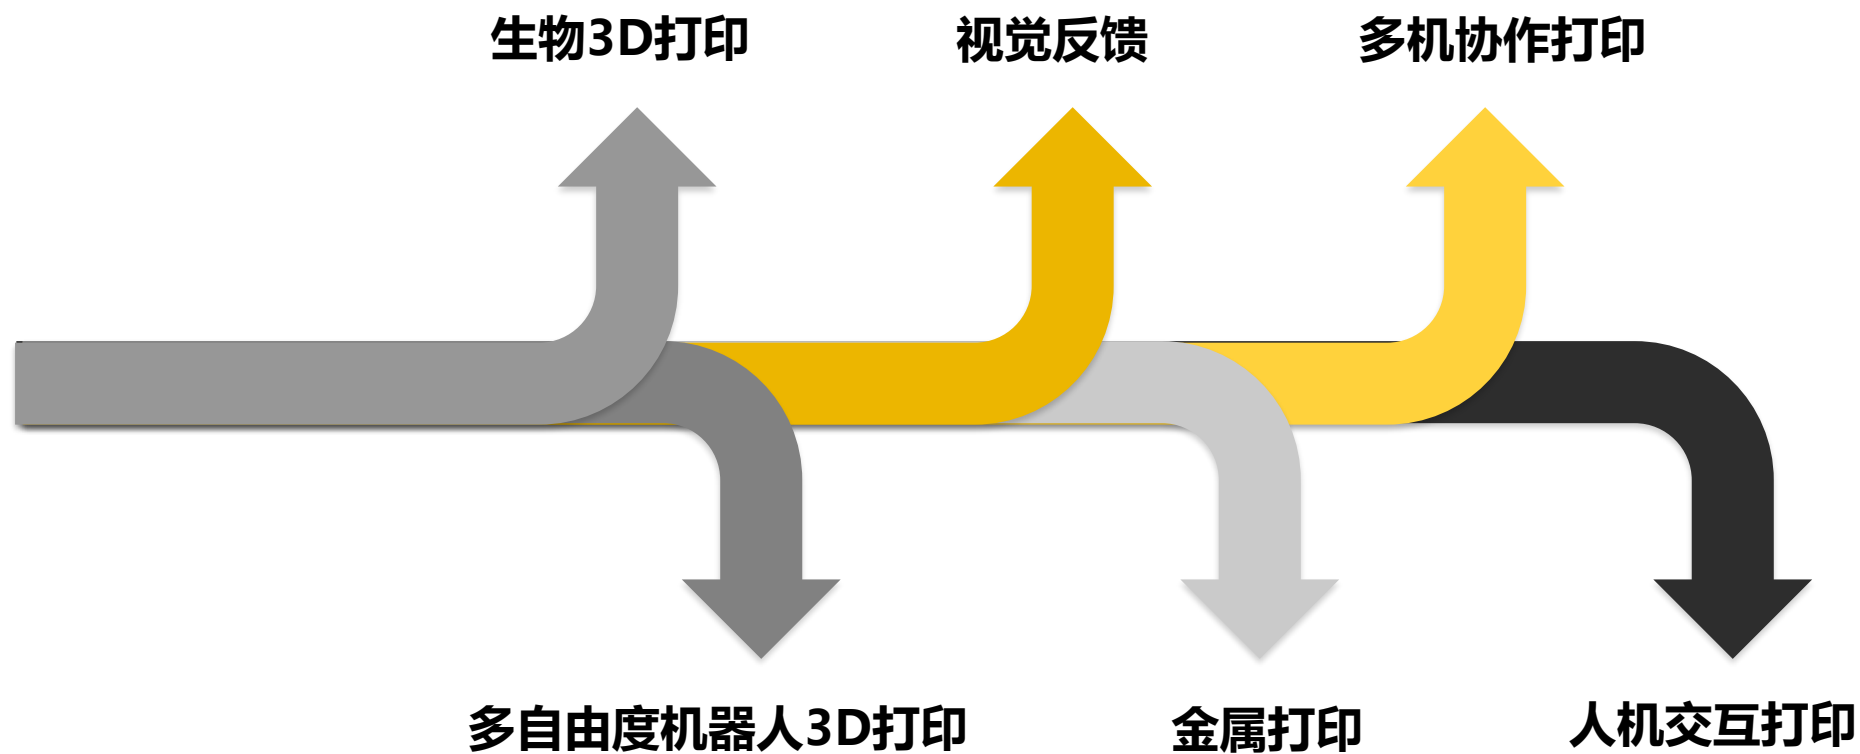 生物3D打印
视觉反馈
多机协作打印
多自由度机器人3D打印
金属打印
人机交互打印